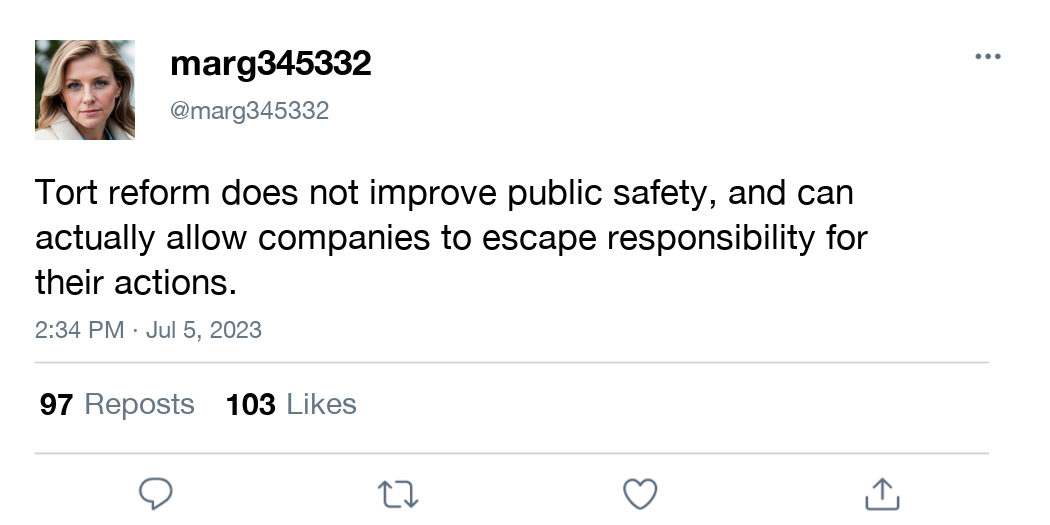 marg345332
@marg345332
Tort reform does not improve public safety, and can
actually allow companies to escape responsibility for
their actions.
2:34 PM · Jul 5, 2023
97 Reposts 103 Likes